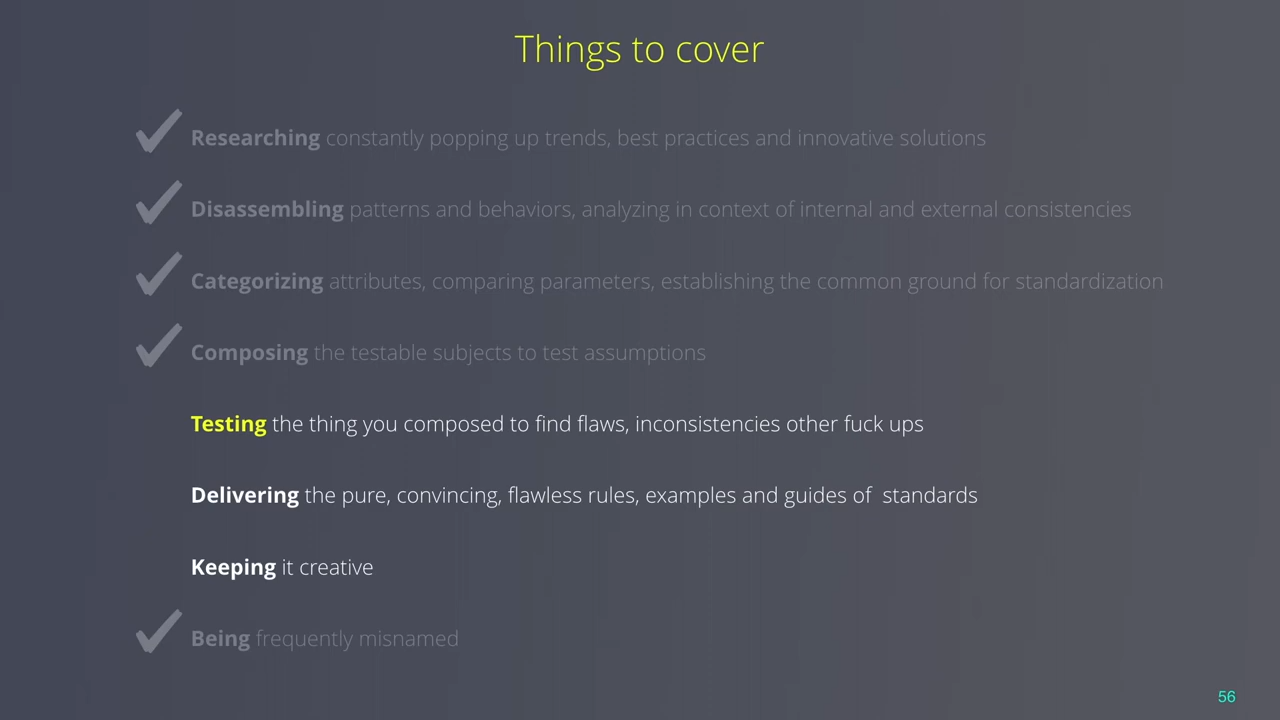 Things to cover
Researching constantly popping up trends, best practices and innovative solutions
Disassembling patterns and behaviors, analyzing in context of internal and external consistencies
Categorizing attributes, comparing parameters, establishing the common ground for standardization
Composing the testable subjects to test assumptions
Testing the thing you composed to find flaws, inconsistencies other fuck ups
Delivering the pure, convincing, flawless rules, examples and guides of  standards
Keeping it creative
Being frequently misnamed
56